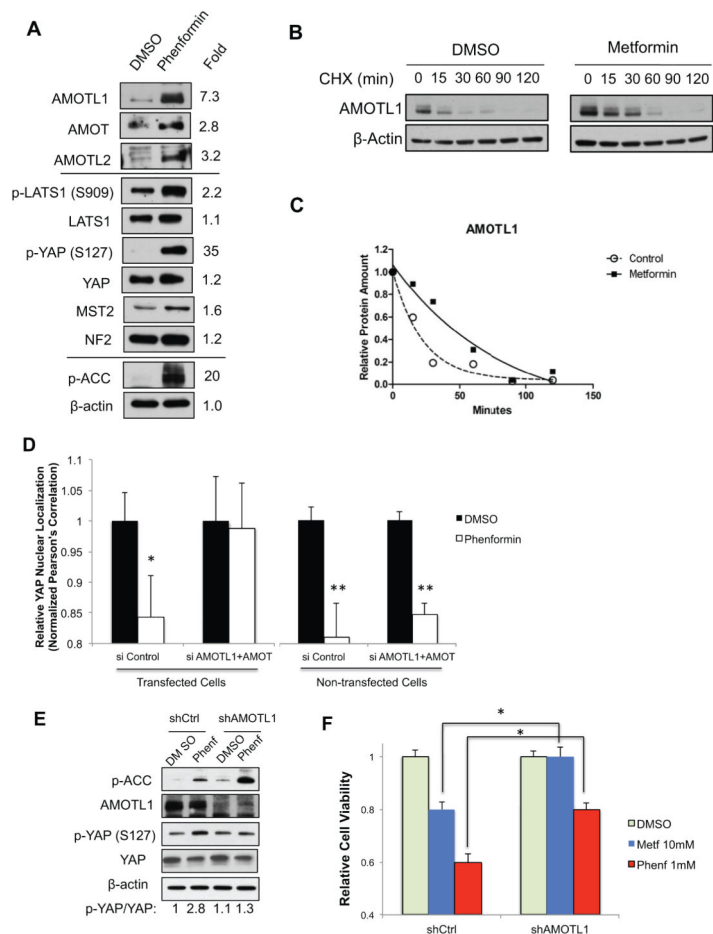 A
DMSO
Phenformin
Fold
AMOTL1 7.3
AMOT 2.8
AMOTL2 3.2
p-LATS1 (S909) 2.2
LATS1 1.1
p-YAP (S127) 35
YAP 1.2
MST2 1.6
NF2 1.2
p-ACC 20
β-actin 1.0
B
DMSO Metformin
CHX (min) 0 15 30 60 90 120 0 15 30 60 90 120
AMOTL1
β-Actin
C
AMOTL1
Relative Protein Amount
1.2
1.0
0.8
0.6
0.4
0.2
0.0
0 50 100 150
Minutes
Control
Metformin
D
Relative YAP Nuclear Localization
(Normalized Pearson's Correlation)
1.1
1.05
1
0.95
0.9
0.85
0.8
* ** **
DMSO
Phenformin
si Control si AMOTL1+AMOT si Control si AMOTL1+AMOT
Transfected Cells Non-transfected Cells
E
shCtrl shAMOTL1
DM SO Phenf DMSO Phenf
p-ACC
AMOTL1
p-YAP (S127)
YAP
β-actin
p-YAP/YAP: 1 2.8 1.1 1.3
F
Relative Cell Viability
1
0.8
0.6
0.4
*
*
DMSO
Metf 10mM
Phenf 1mM
shCtrl shAMOTL1